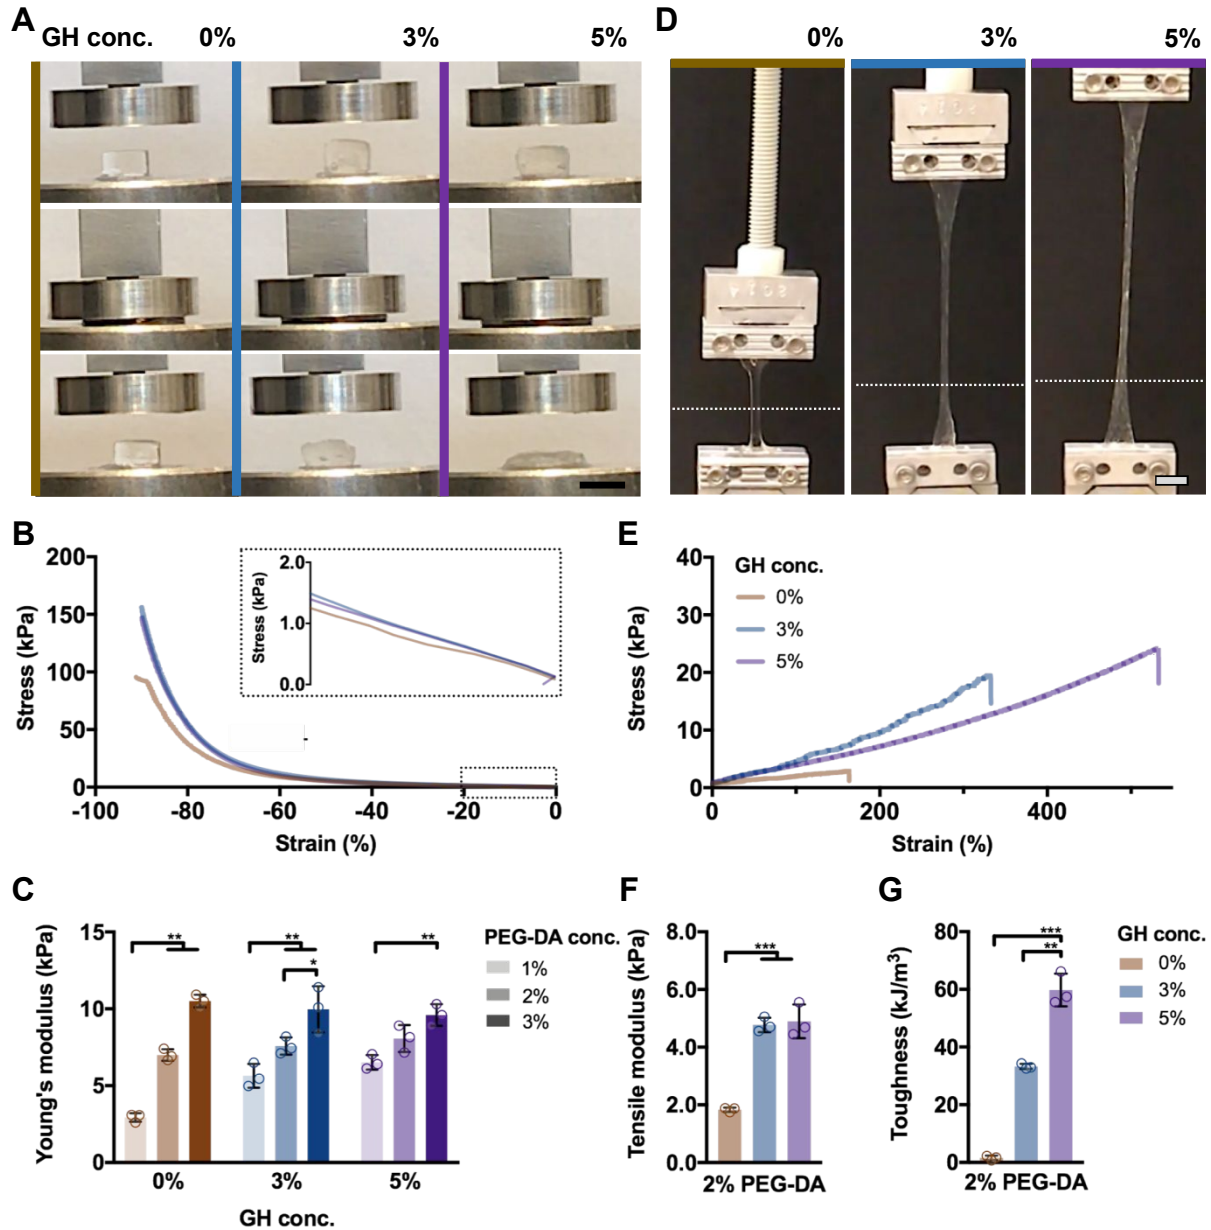 A
GH conc. 0% 3% 5%
D
0% 3% 5%
B
Stress (kPa)
200
150
100
50
0
-100 -80 -60 -40 -20 0
Strain (%)
Stress (kPa)
2.0
1.0
0.0
-
E
Stress (kPa)
40
30
20
10
0
0 200 400
Strain (%)
GH conc.
0%
3%
5%
C
Young's modulus (kPa)
15
10
5
0
** ** * **
0% 3% 5%
GH conc.
PEG-DA conc.
1%
2%
3%
F
Tensile modulus (kPa)
8.0
6.0
4.0
2.0
0.0
***
2% PEG-DA
G
Toughness (kJ/m³)
80
60
40
20
0
***
**
2% PEG-DA
GH conc.
0%
3%
5%